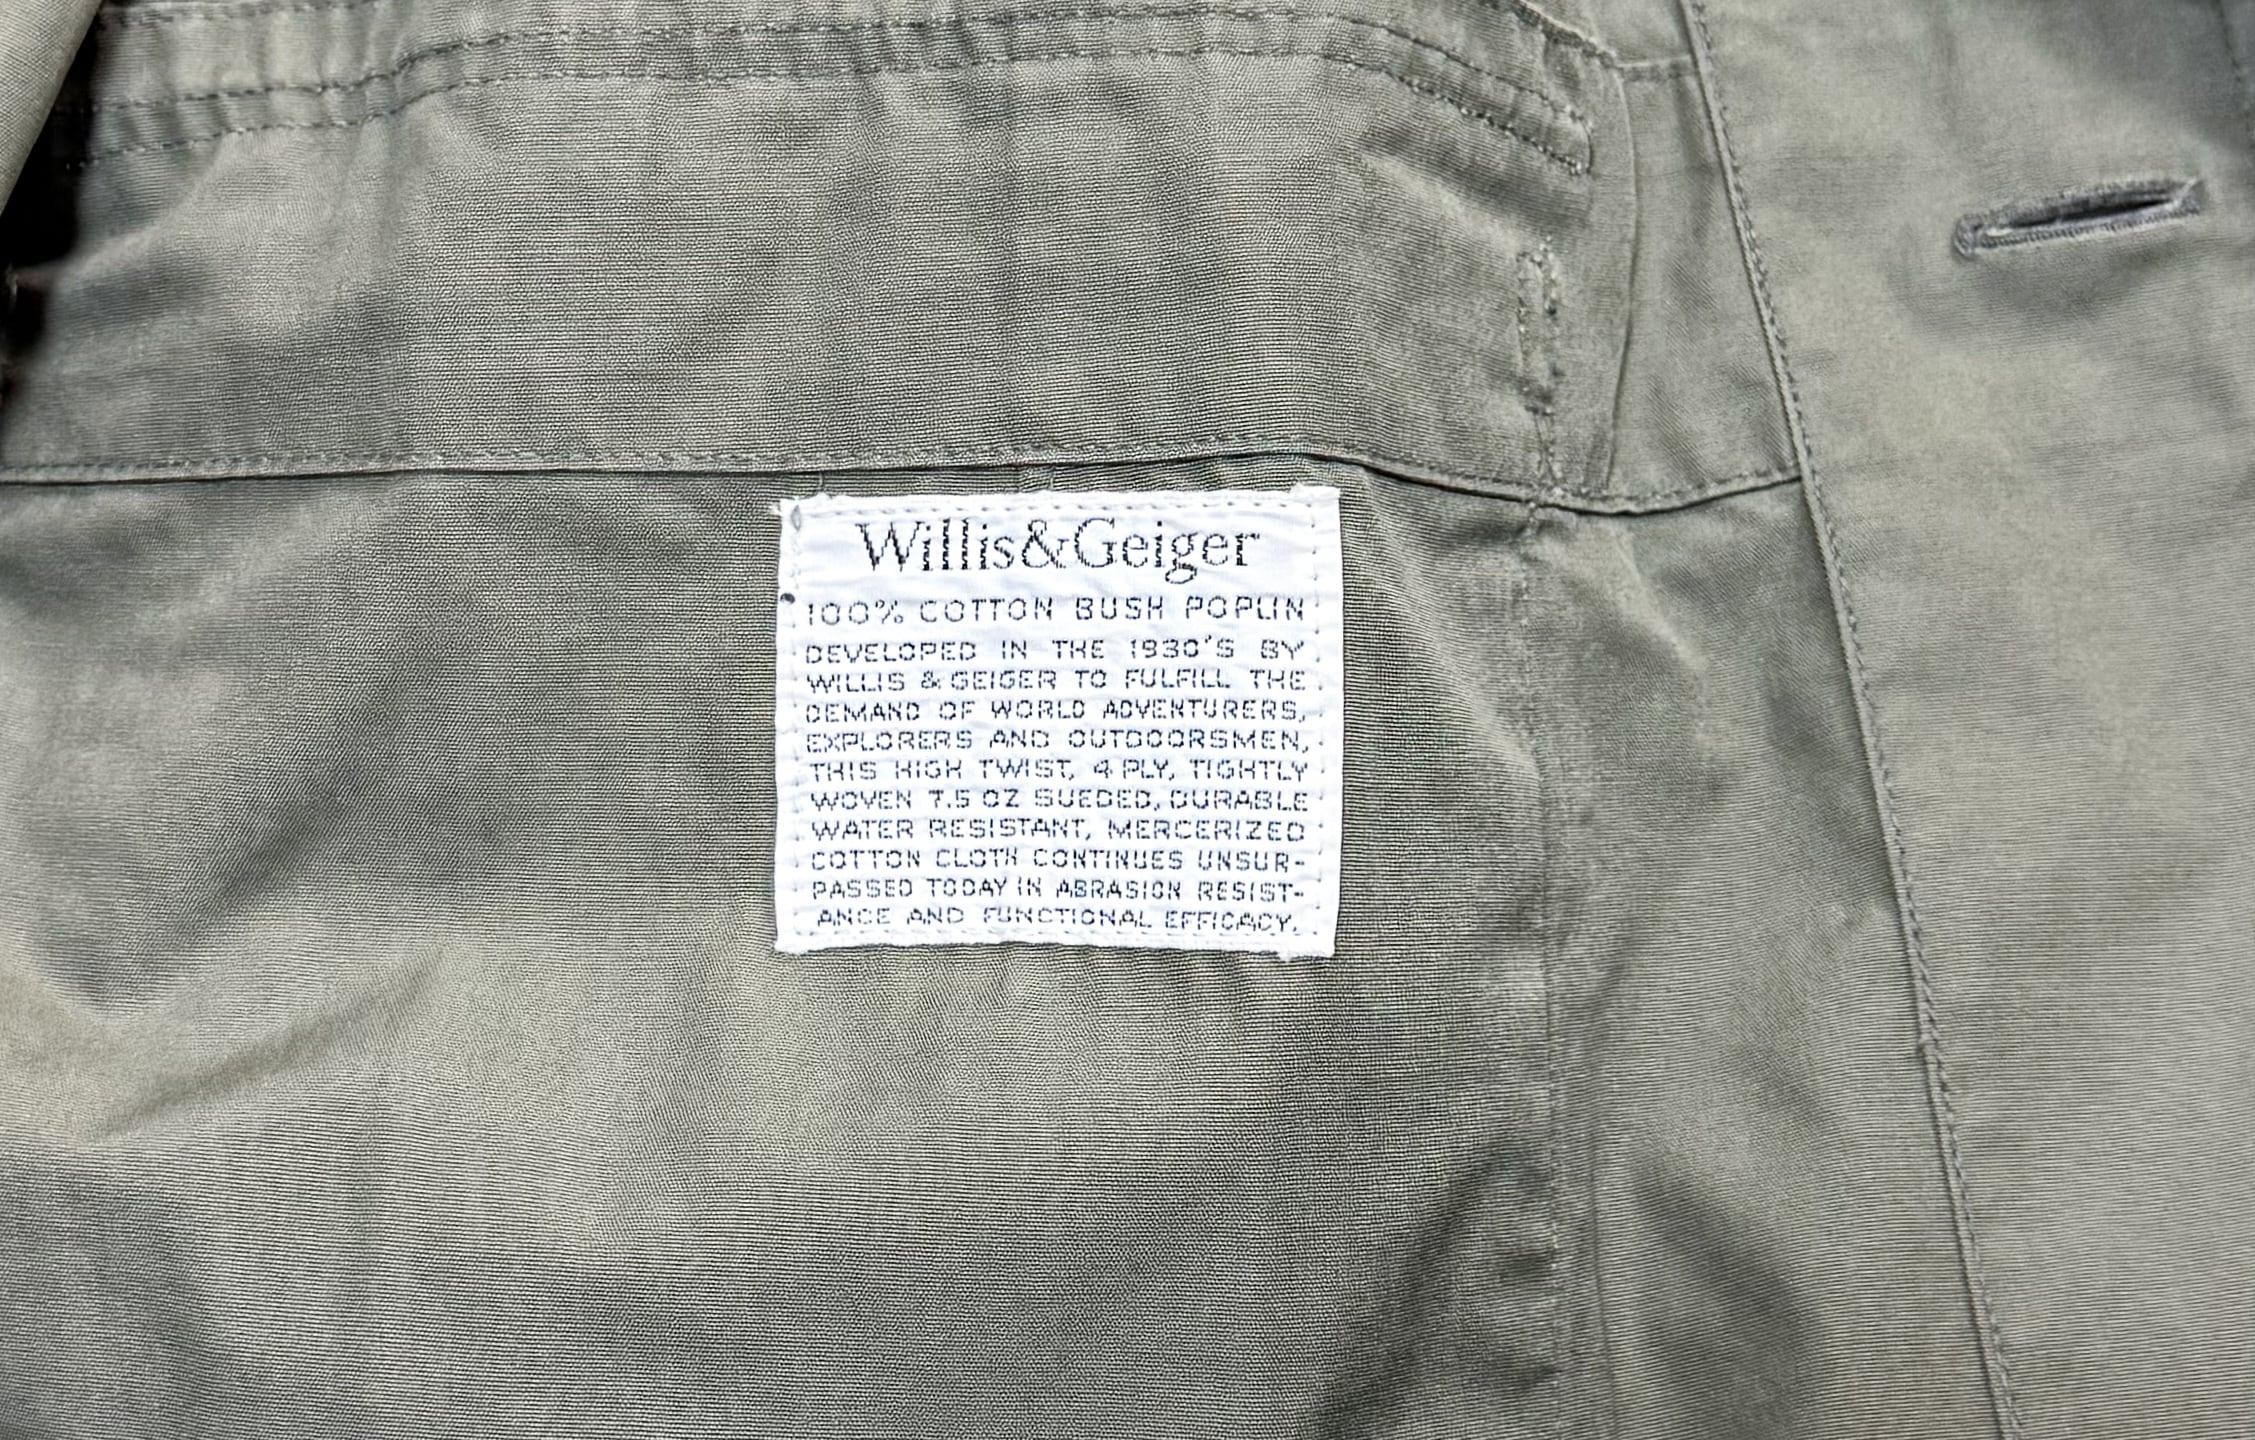 Willis&Geiger
100% COTTON BUSH POPLIN
DEVELOPED IN THE 1930'S BY
WILLIS & GEIGER TO FULFILL THE
DEMAND OF WORLD ADVENTURERS,
EXPLORERS AND OUTDOORSMEN,
THIS HIGH TWIST, 4 PLY, TIGHTLY
WOVEN 7.5 OZ SUEDED, DURABLE
WATER RESISTANT, MERCERIZED
COTTON CLOTH CONTINUES UNSUR-
PASSED TODAY IN ABRASION RESIST-
ANCE AND FUNCTIONAL EFFICACY.